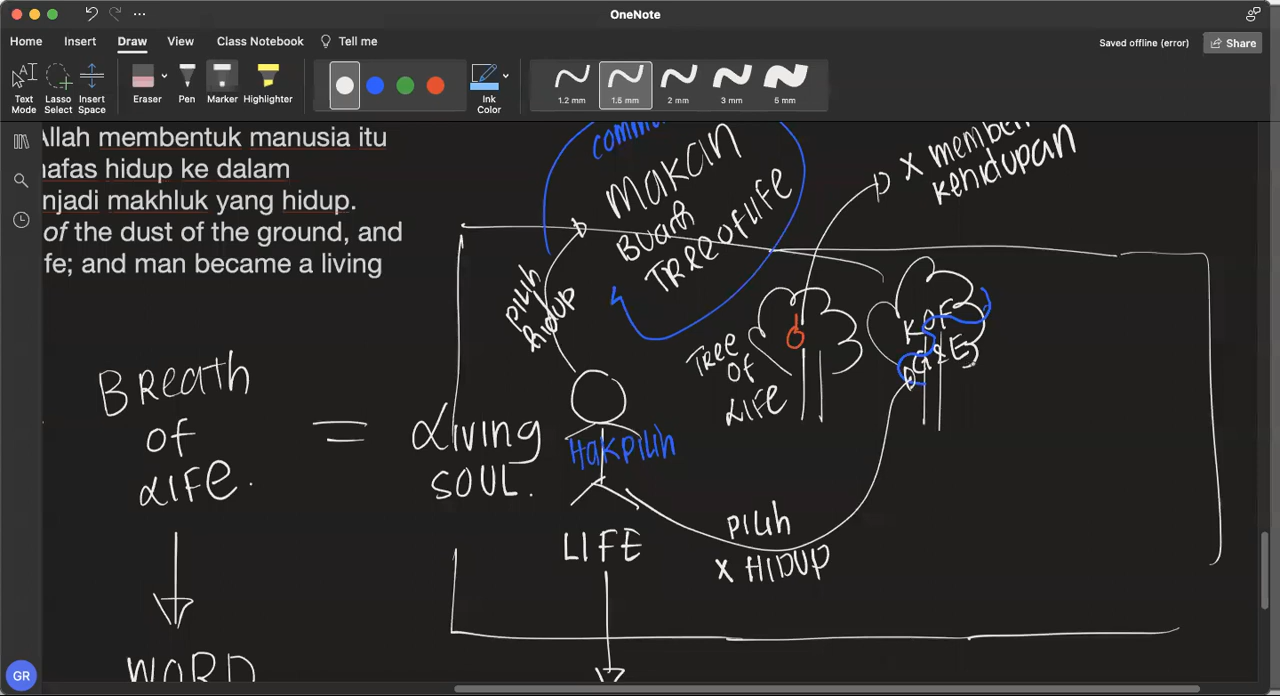 OneNote
Home Insert Draw View Class Notebook Tell me
Saved offline (error) Share
Text Mode
Lasso Select
Insert Space
Eraser
Pen
Marker
Highlighter
Ink Color
1.2 mm
1.5 mm
2 mm
3 mm
5 mm
Allah membentuk manusia itu
nafas hidup ke dalam
njadi makhluk yang hidup.
of the dust of the ground, and
fe; and man became a living
commu
MAKAN
BUAH
TREE OF LIFE
X memberi
KEHIDUPAN
PILIH
HIDUP
TREE
OF
LIFE
K OF
G & E
BREATH
OF
LIFE.
=
LIVING
SOUL.
Hak PILIH
LIFE
PILIH
X HIDUP
WORD
GR